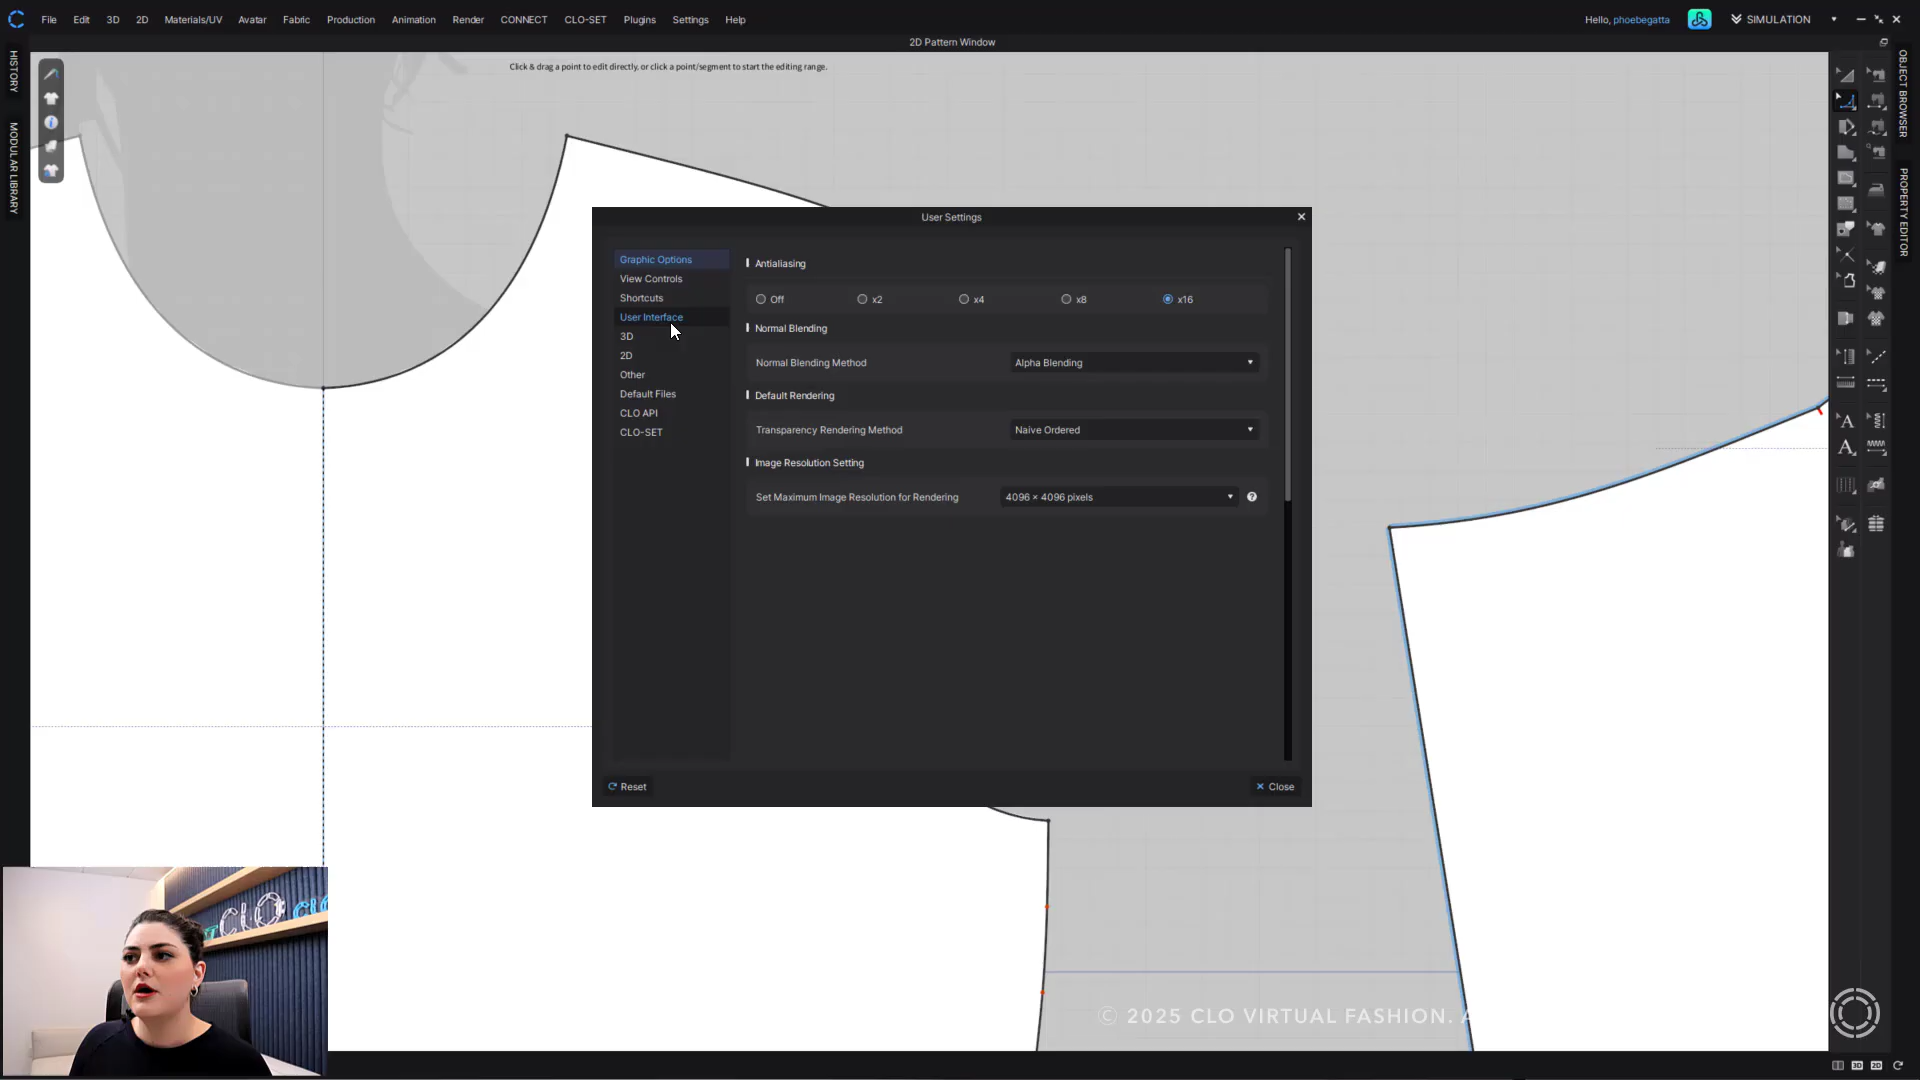 File Edit 3D 2D Materials/UV Avatar Fabric Production Animation Render CONNECT CLO-SET Plugins Settings Help
Hello, phoebegatta
SIMULATION
2D Pattern Window
Click & drag a point to edit directly, or click a point/segment to start the editing range.
HISTORY
MODULAR LIBRARY
OBJECT BROWSER
PROPERTY EDITOR
User Settings
Graphic Options
View Controls
Shortcuts
User Interface
3D
2D
Other
Default Files
CLO API
CLO-SET
Antialiasing
Off x2 x4 x8 x16
Normal Blending
Normal Blending Method Alpha Blending
Default Rendering
Transparency Rendering Method Naive Ordered
Image Resolution Setting
Set Maximum Image Resolution for Rendering 4096 × 4096 pixels
Reset
Close
CLO
© 2025 CLO VIRTUAL FASHION. A
3D 2D